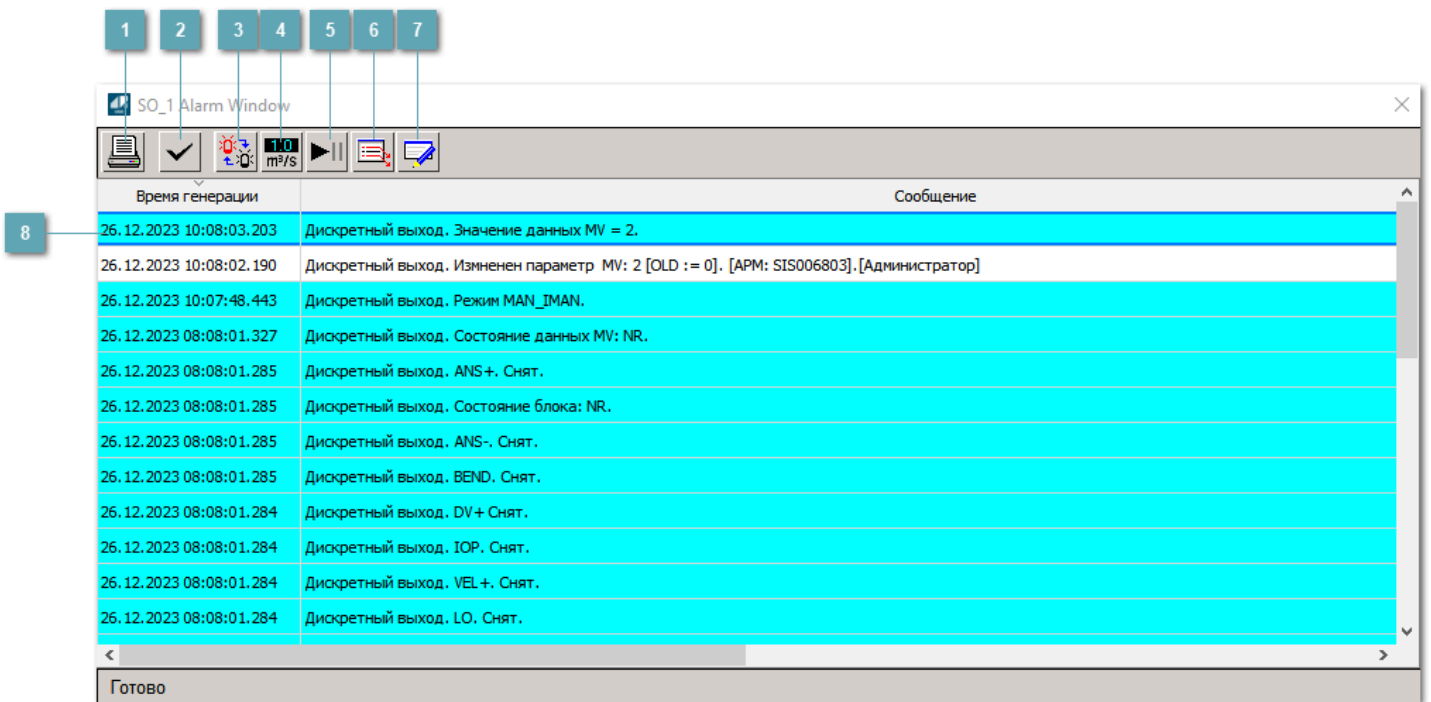 1 2 3 4 5 6 7
SO_1 Alarm Window
1.0
m³/s
Время генерации Сообщение
8
26.12.2023 10:08:03.203 Дискретный выход. Значение данных MV = 2.
26.12.2023 10:08:02.190 Дискретный выход. Измненен параметр MV: 2 [OLD := 0]. [АРМ: SIS006803].[Администратор]
26.12.2023 10:07:48.443 Дискретный выход. Режим MAN_IMAN.
26.12.2023 08:08:01.327 Дискретный выход. Состояние данных MV: NR.
26.12.2023 08:08:01.285 Дискретный выход. ANS+. Снят.
26.12.2023 08:08:01.285 Дискретный выход. Состояние блока: NR.
26.12.2023 08:08:01.285 Дискретный выход. ANS-. Снят.
26.12.2023 08:08:01.285 Дискретный выход. BEND. Снят.
26.12.2023 08:08:01.284 Дискретный выход. DV+ Снят.
26.12.2023 08:08:01.284 Дискретный выход. IOP. Снят.
26.12.2023 08:08:01.284 Дискретный выход. VEL+. Снят.
26.12.2023 08:08:01.284 Дискретный выход. LO. Снят.
Готово